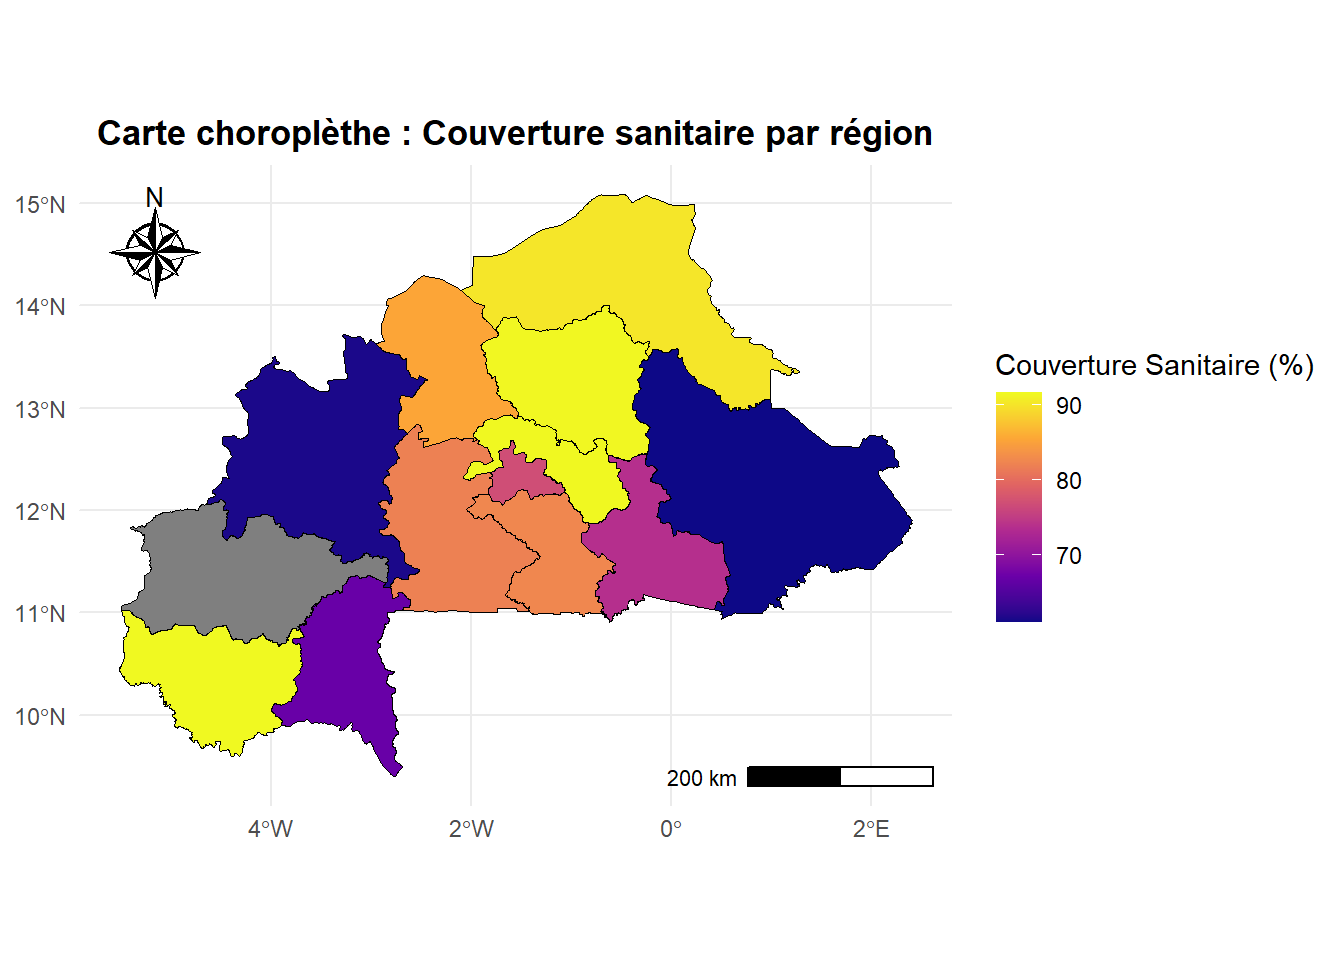 Carte choroplèthe : Couverture sanitaire par région
N
15°N
14°N
13°N
12°N
11°N
10°N
4°W
2°W
0°
2°E
200 km
Couverture Sanitaire (%)
90
80
70